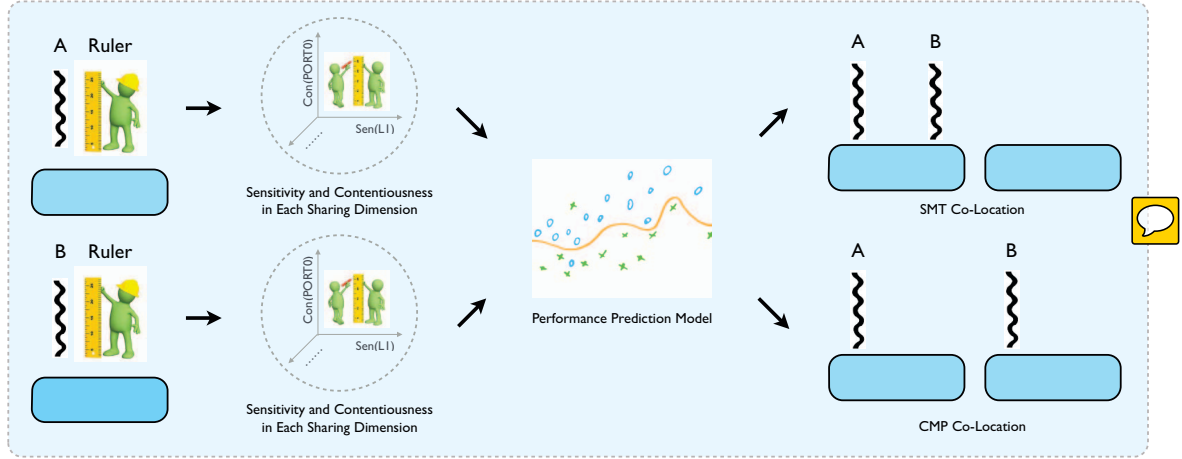 A Ruler
Con(PORT0)
Sen(L1)
Sensitivity and Contentiousness
in Each Sharing Dimension
B Ruler
Con(PORT0)
Sen(L1)
Sensitivity and Contentiousness
in Each Sharing Dimension
Performance Prediction Model
A B
SMT Co-Location
A B
CMP Co-Location